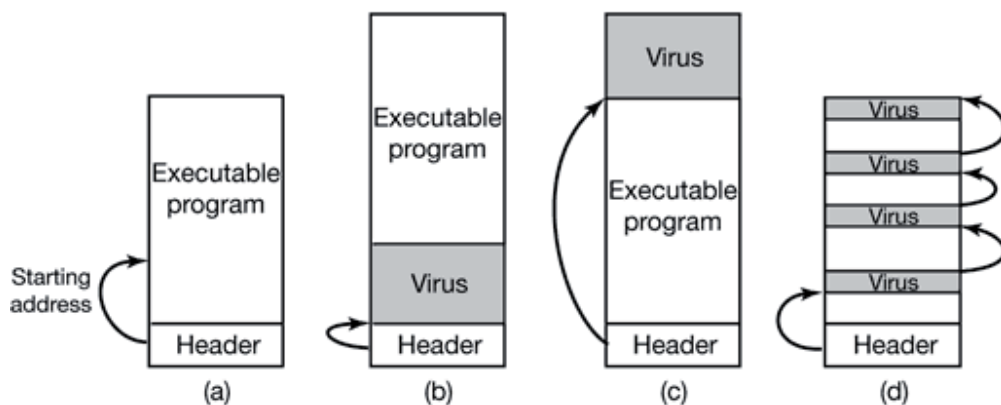 Executable
program
Starting
address
Header
(a)
Executable
program
Virus
Header
(b)
Virus
Executable
program
Header
(c)
Virus
Virus
Virus
Virus
Header
(d)